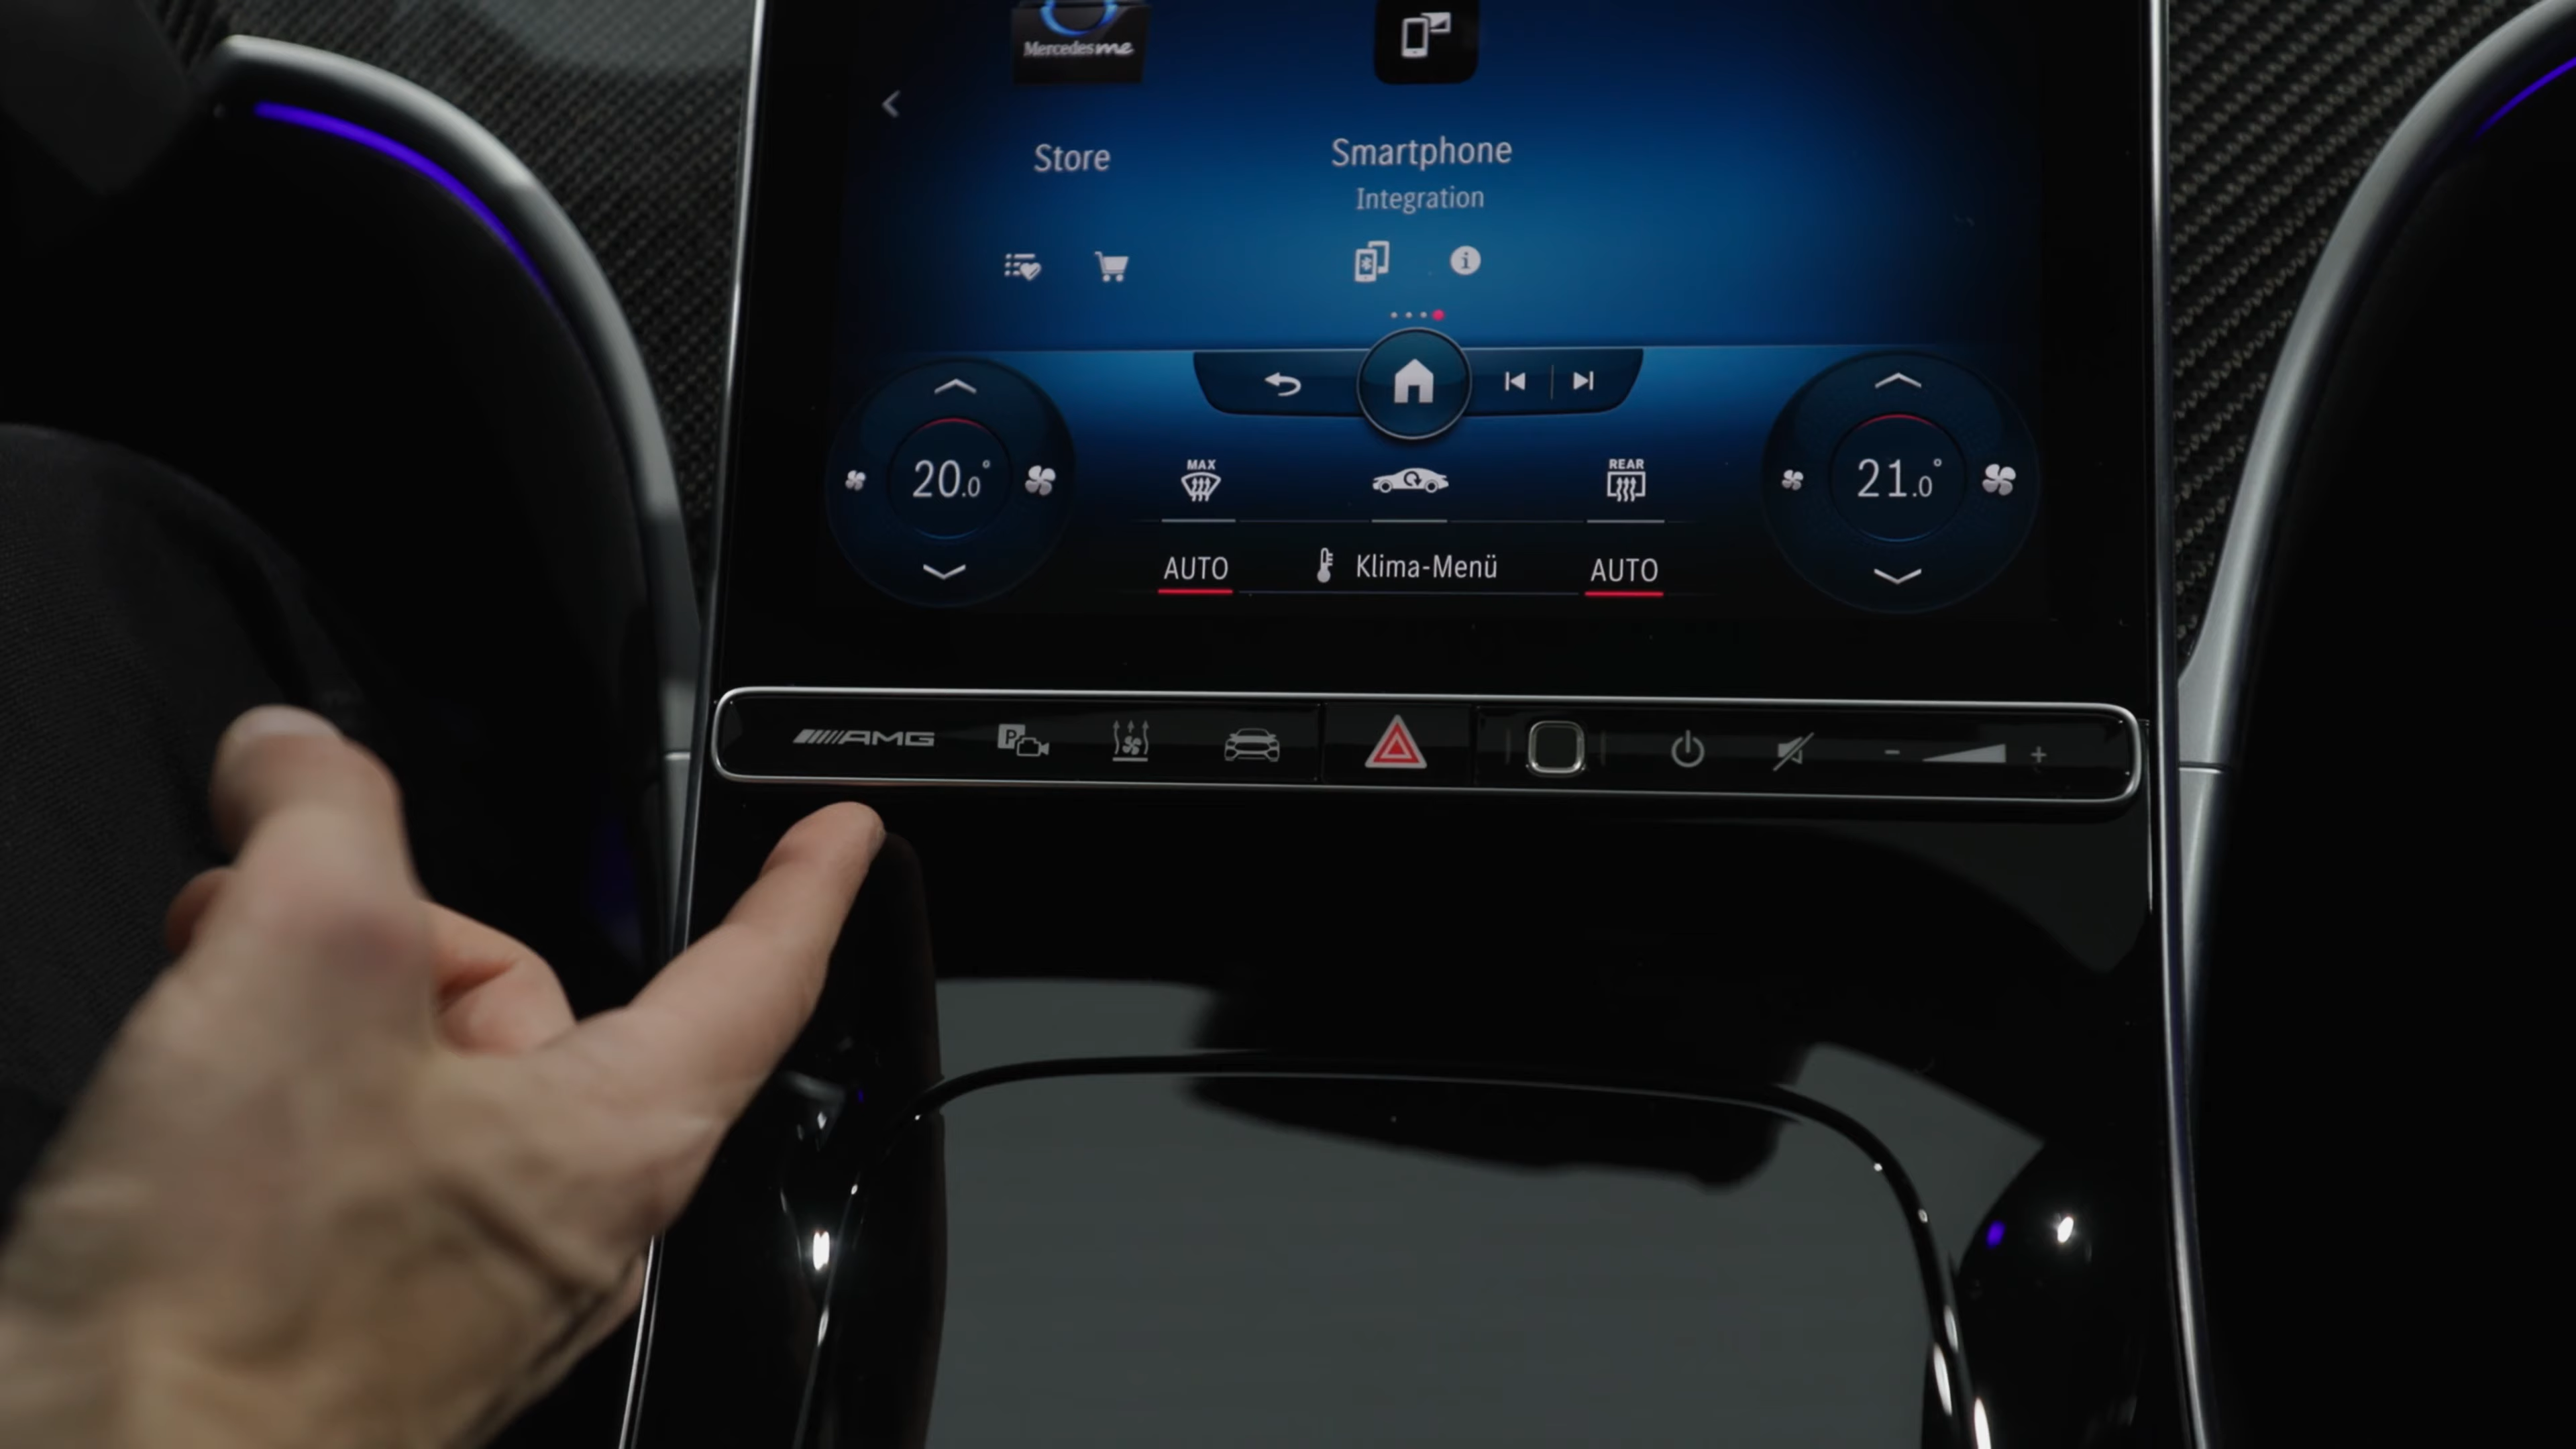 Mercedes me
Store
Smartphone
Integration
20.0°
MAX
REAR
21.0°
AUTO
Klima-Menü
AUTO
AMG
P
- +